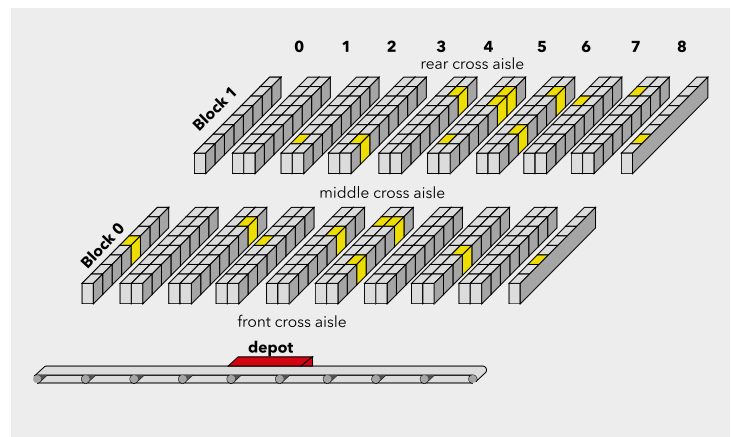 0 1 2 3 4 5 6 7 8
rear cross aisle
Block 1
middle cross aisle
Block 0
front cross aisle
depot